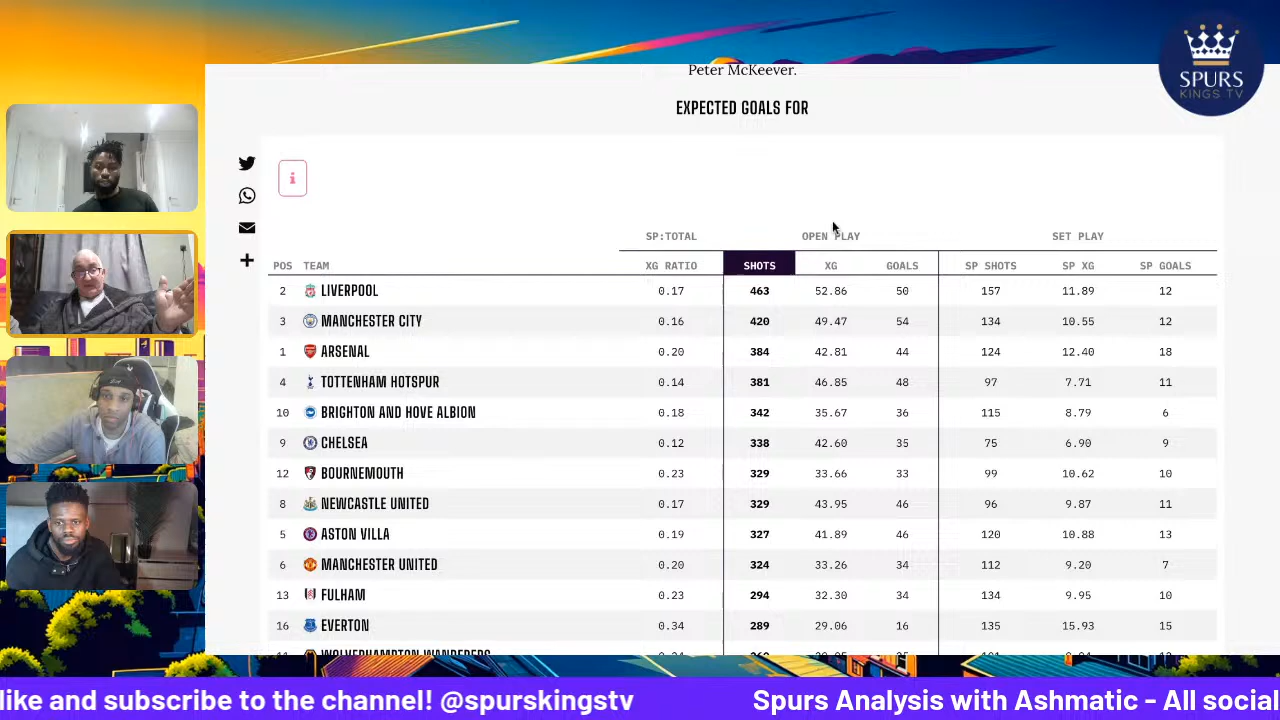 Peter McKeever.
SPURS
KINGS TV
EXPECTED GOALS FOR
i
SP:TOTAL OPEN PLAY SET PLAY
POS TEAM XG RATIO SHOTS XG GOALS SP SHOTS SP XG SP GOALS
2 LIVERPOOL 0.17 463 52.86 50 157 11.89 12
3 MANCHESTER CITY 0.16 420 49.47 54 134 10.55 12
1 ARSENAL 0.20 384 42.81 44 124 12.40 18
4 TOTTENHAM HOTSPUR 0.14 381 46.85 48 97 7.71 11
10 BRIGHTON AND HOVE ALBION 0.18 342 35.67 36 115 8.79 6
9 CHELSEA 0.12 338 42.60 35 75 6.90 9
12 BOURNEMOUTH 0.23 329 33.66 33 99 10.62 10
8 NEWCASTLE UNITED 0.17 329 43.95 46 96 9.87 11
5 ASTON VILLA 0.19 327 41.89 46 120 10.88 13
6 MANCHESTER UNITED 0.20 324 33.26 34 112 9.20 7
13 FULHAM 0.23 294 32.30 34 134 9.95 10
16 EVERTON 0.34 289 29.06 16 135 15.93 15
WOLVERHAMPTON WANDERERS
like and subscribe to the channel! @spurskingstv Spurs Analysis with Ashmatic - All social